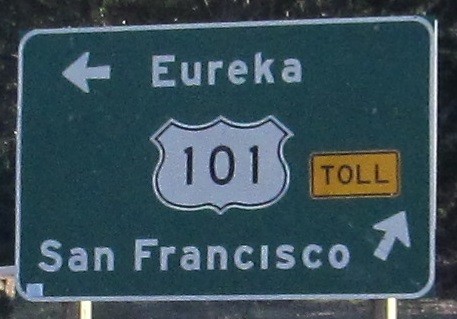 Eureka
101
TOLL
San Francisco